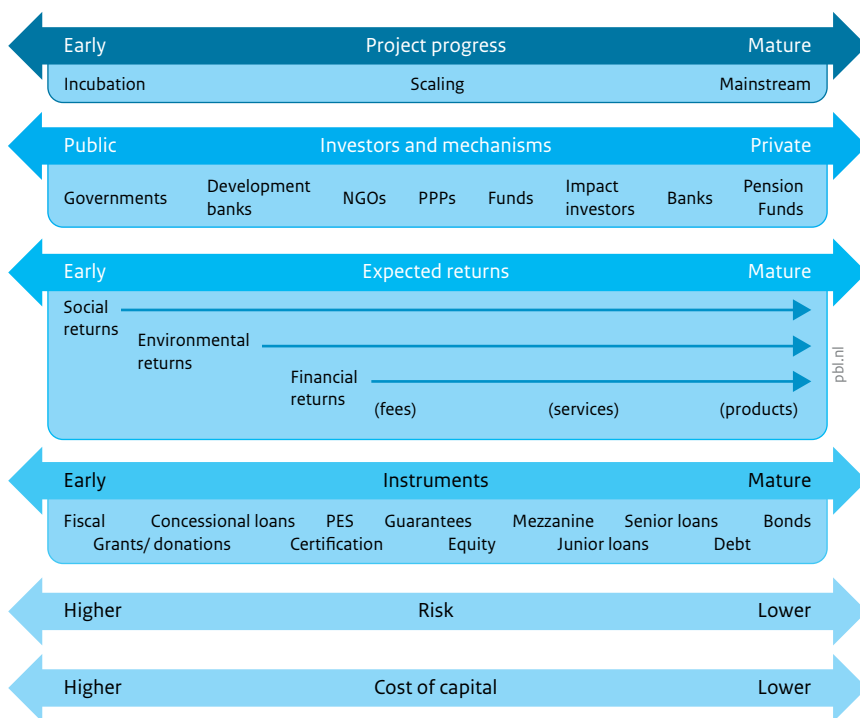 Early Project progress Mature
Incubation Scaling Mainstream
Public Investors and mechanisms Private
Governments Development banks NGOs PPPs Funds Impact investors Banks Pension Funds
Early Expected returns Mature
Social
returns
Environmental
returns
Financial
returns
(fees) (services) (products)
pbl.nl
Early Instruments Mature
Fiscal Concessional loans PES Guarantees Mezzanine Senior loans Bonds
Grants/ donations Certification Equity Junior loans Debt
Higher Risk Lower
Higher Cost of capital Lower